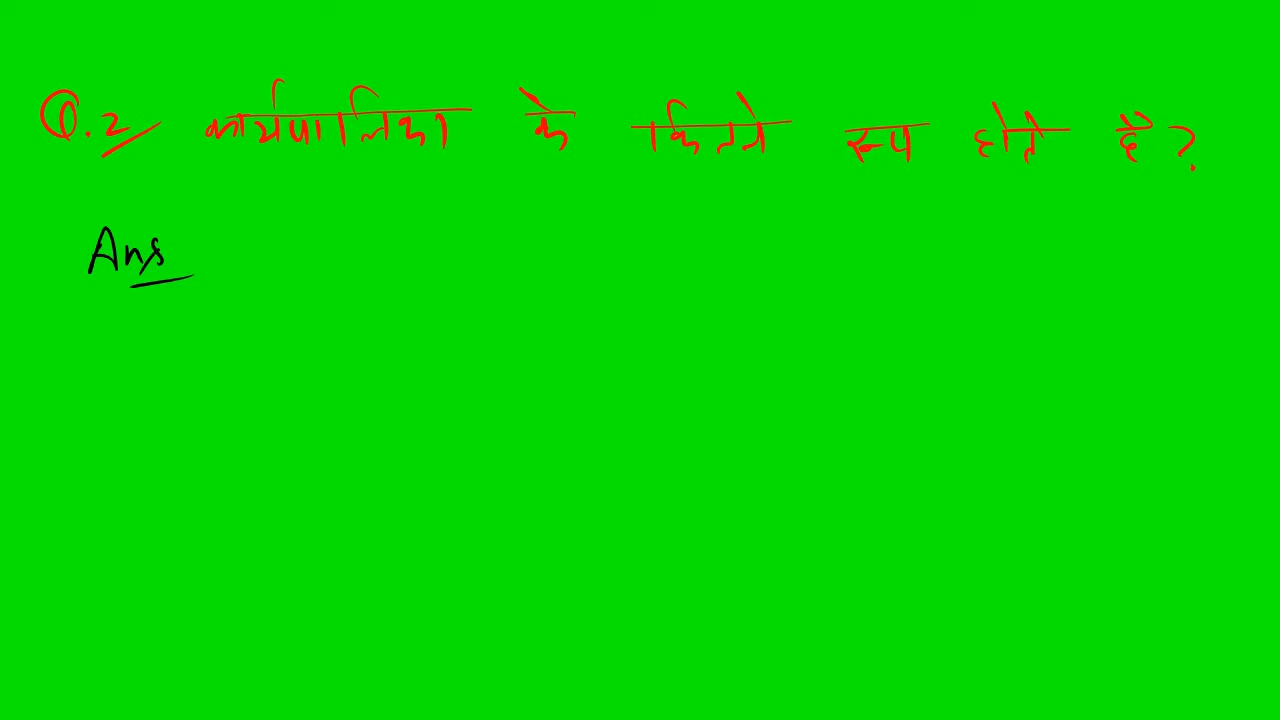 Q.2 कार्यपालिका के कितने रूप होते है ?
Ans